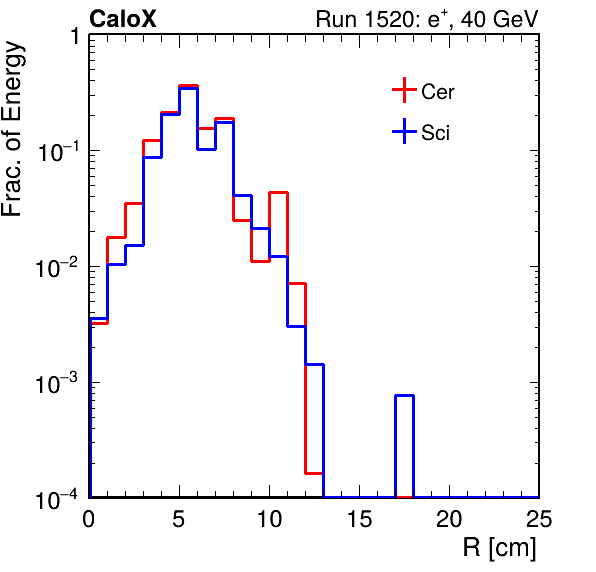 CaloX Run 1520: e⁺, 40 GeV
Frac. of Energy
1
10⁻¹
10⁻²
10⁻³
10⁻⁴
Cer
Sci
0 5 10 15 20 25
R [cm]